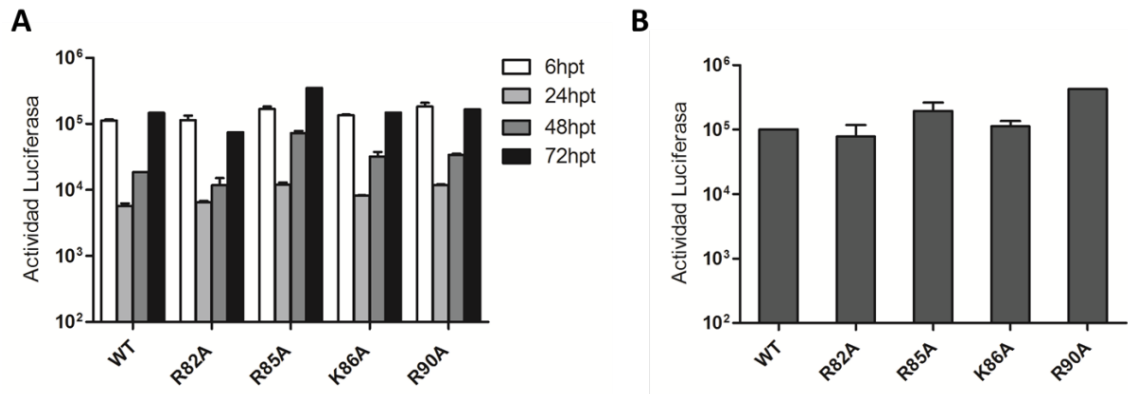 A
Actividad Luciferasa
10⁶
10⁵
10⁴
10³
10²
WT
R82A
R85A
K86A
R90A
6hpt
24hpt
48hpt
72hpt
B
Actividad Luciferasa
10⁶
10⁵
10⁴
10³
10²
WT
R82A
R85A
K86A
R90A